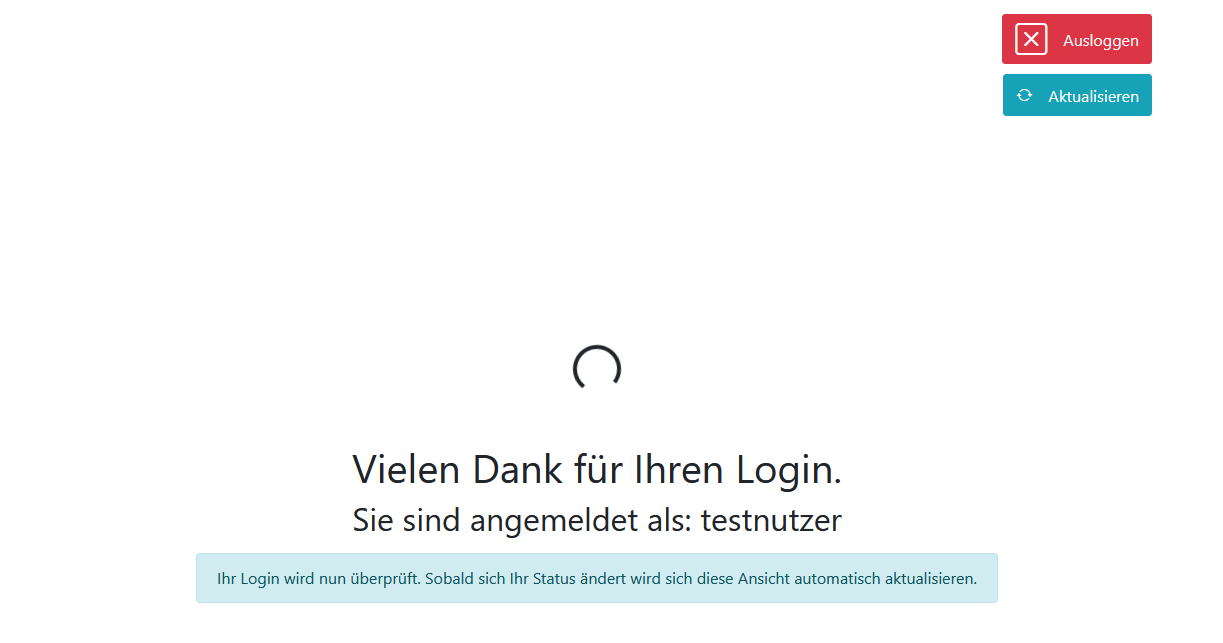 Ausloggen
Aktualisieren
Vielen Dank für Ihren Login.
Sie sind angemeldet als: testnutzer
Ihr Login wird nun überprüft. Sobald sich Ihr Status ändert wird sich diese Ansicht automatisch aktualisieren.